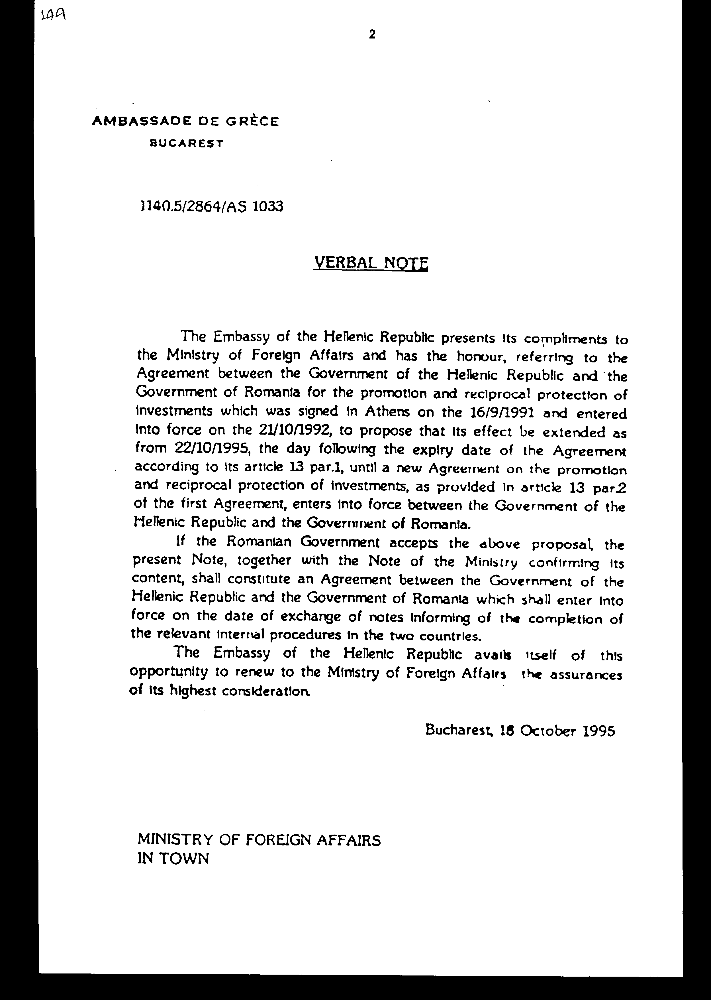 2
AMBASSADE DE GRÈCE
BUCAREST
1140.5/2864/AS 1033
VERBAL NOTE
The Embassy of the Hellenic Republic presents its compliments to
the Ministry of Foreign Affairs and has the honour, referring to the
Agreement between the Government of the Hellenic Republic and the
Government of Romania for the promotion and reciprocal protection of
investments which was signed in Athens on the 16/9/1991 and entered
into force on the 21/10/1992, to propose that its effect be extended as
from 22/10/1995, the day following the expiry date of the Agreement
according to its article 13 par.1, until a new Agreement on the promotion
and reciprocal protection of investments, as provided in article 13 par.2
of the first Agreement, enters into force between the Government of the
Hellenic Republic and the Government of Romania.
If the Romanian Government accepts the above proposal, the
present Note, together with the Note of the Ministry confirming its
content, shall constitute an Agreement between the Government of the
Hellenic Republic and the Government of Romania which shall enter into
force on the date of exchange of notes informing of the completion of
the relevant internal procedures in the two countries.
The Embassy of the Hellenic Republic avails itself of this
opportunity to renew to the Ministry of Foreign Affairs the assurances
of its highest consideration.
Bucharest, 18 October 1995
MINISTRY OF FOREIGN AFFAIRS
IN TOWN